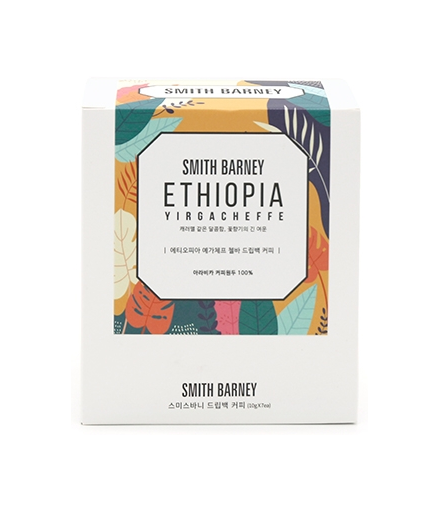 SMITH BARNEY
SMITH BARNEY
ETHIOPIA
YIRGACHEFFE
캐러멜 같은 달콤함, 꽃향기의 긴 여운
| 에티오피아 예가체프 첼바 드립백 커피 |
아라비카 커피원두 100%
SMITH BARNEY
스미스바니 드립백 커피 (10g X 7ea)